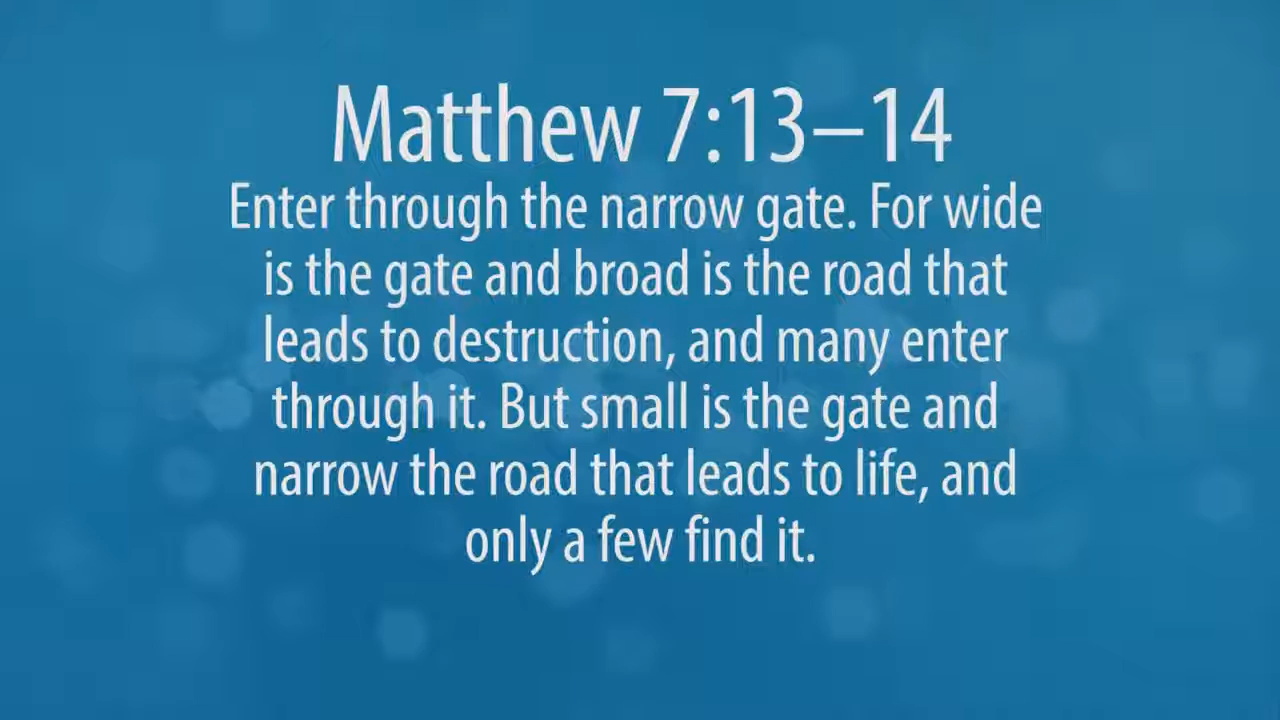 Matthew 7:13–14
Enter through the narrow gate. For wide
is the gate and broad is the road that
leads to destruction, and many enter
through it. But small is the gate and
narrow the road that leads to life, and
only a few find it.